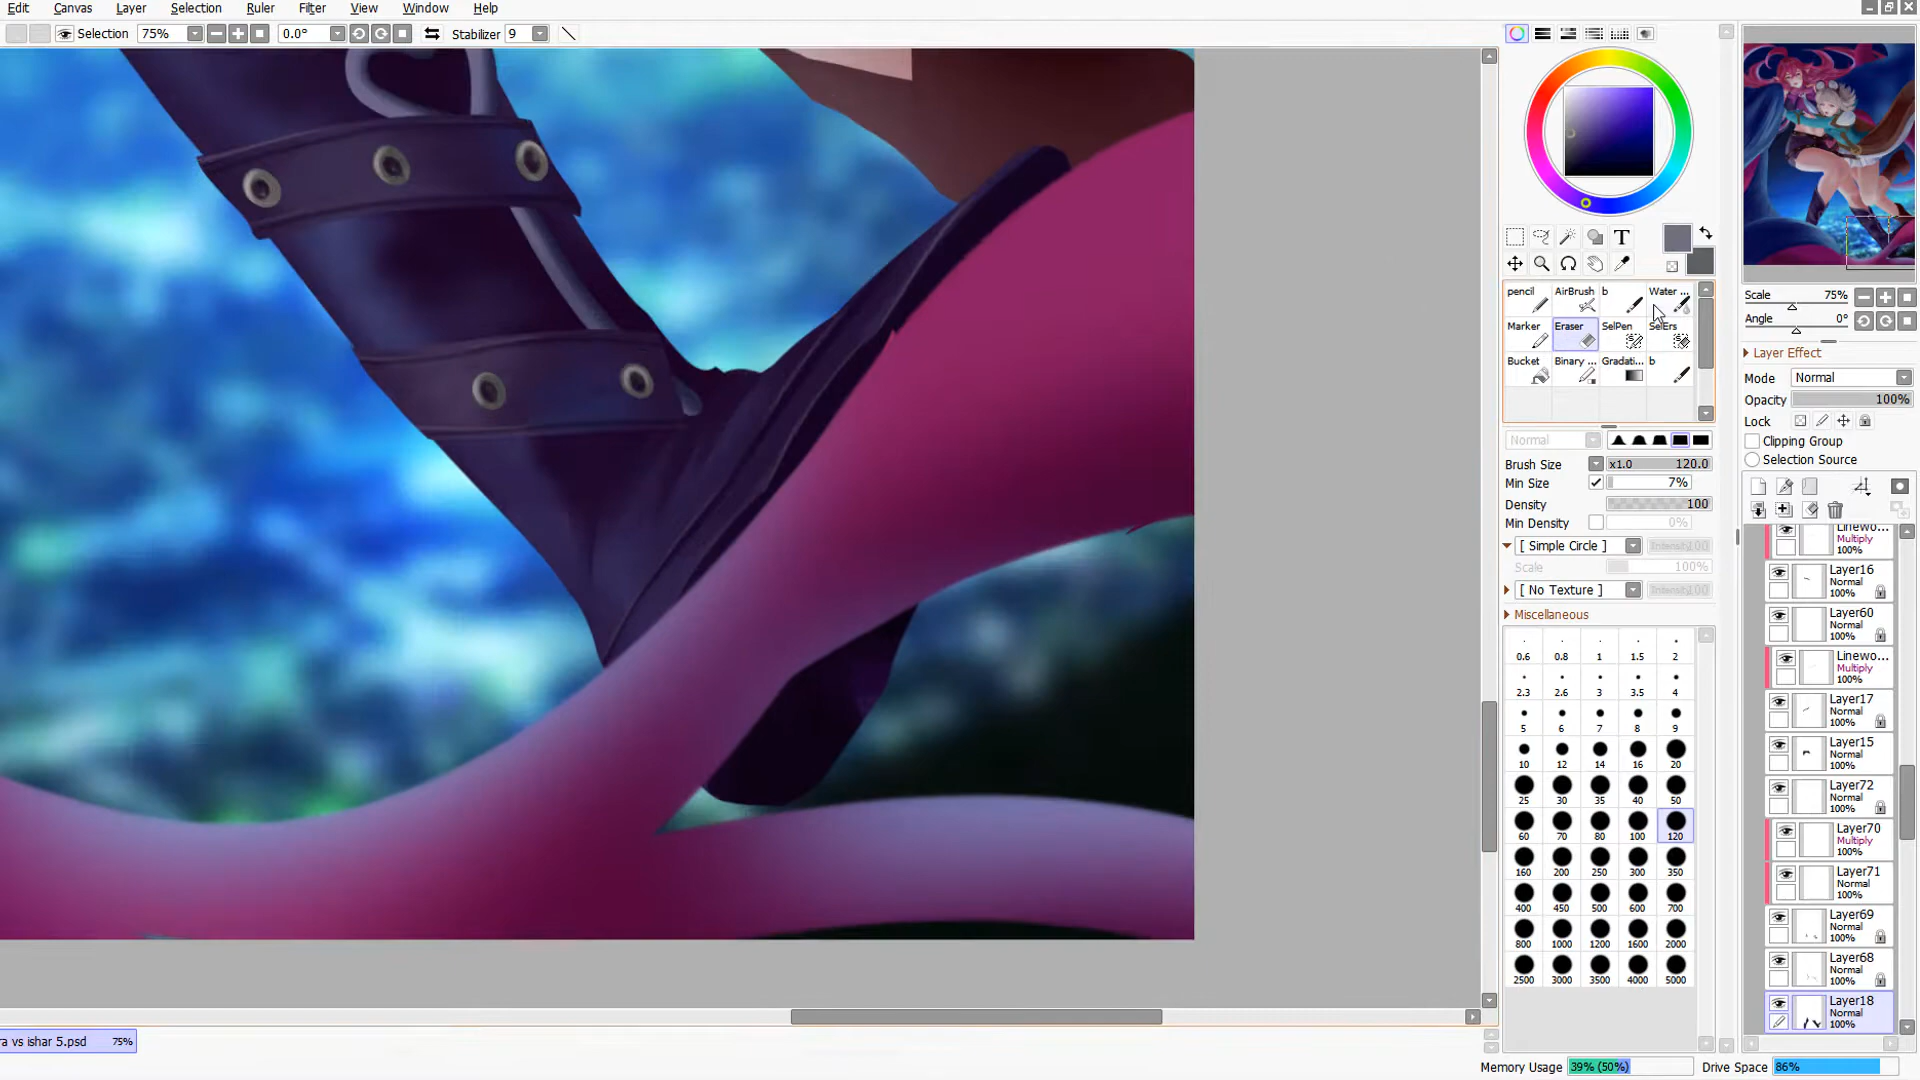 Edit Canvas Layer Selection Ruler Filter View Window Help
Selection 75% 0.0° Stabilizer 9
Scale 75%
Angle 0°
pencil AirBrush b Water ...
Marker Eraser SelPen SelErs
Bucket Binary ... Gradati... b
Layer Effect
Mode Normal
Opacity 100%
Lock
Clipping Group
Selection Source
Normal
Brush Size x1.0 120.0
Min Size 7%
Density 100
Min Density 0%
[ Simple Circle ] Intensity 100
Scale 100%
[ No Texture ] Intensity 100
Miscellaneous
0.6 0.8 1 1.5 2
2.3 2.6 3 3.5 4
5 6 7 8 9
10 12 14 16 20
25 30 35 40 50
60 70 80 100 120
160 200 250 300 350
400 450 500 600 700
800 1000 1200 1600 2000
2500 3000 3500 4000 5000
Linewo...
Multiply
100%
Layer16
Normal
100%
Layer60
Normal
100%
Linewo...
Multiply
100%
Layer17
Normal
100%
Layer15
Normal
100%
Layer72
Normal
100%
Layer70
Multiply
100%
Layer71
Normal
100%
Layer69
Normal
100%
Layer68
Normal
100%
Layer18
Normal
100%
ra vs ishar 5.psd 75%
Memory Usage 39% (50%) Drive Space 86%